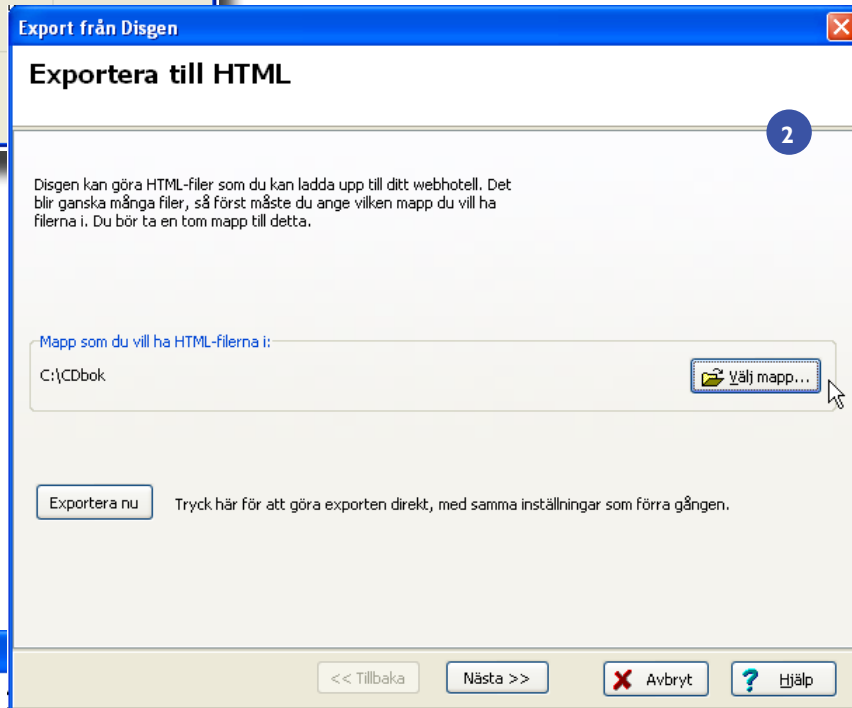 Export från Disgen
Exportera till HTML
2
Disgen kan göra HTML-filer som du kan ladda upp till ditt webhotell. Det
blir ganska många filer, så först måste du ange vilken mapp du vill ha
filerna i. Du bör ta en tom mapp till detta.
Mapp som du vill ha HTML-filerna i:
C:\CDbok
Välj mapp...
Exportera nu
Tryck här för att göra exporten direkt, med samma inställningar som förra gången.
<< Tillbaka
Nästa >>
Avbryt
Hjälp